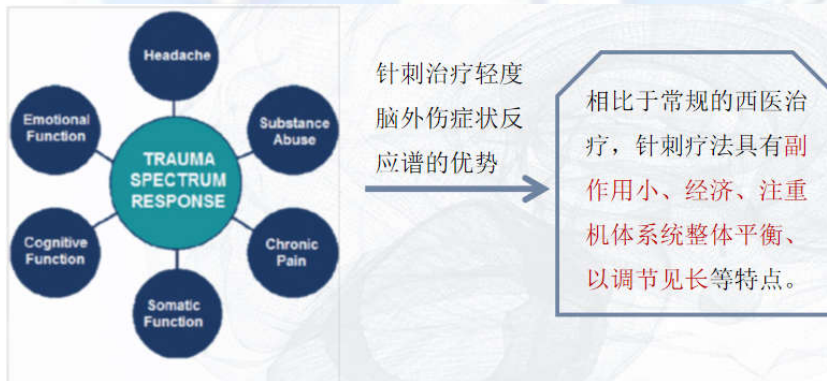 Headache
Emotional
Function
Substance
Abuse
TRAUMA
SPECTRUM
RESPONSE
Cognitive
Function
Chronic
Pain
Somatic
Function
针刺治疗轻度
脑外伤症状反
应谱的优势
相比于常规的西医治
疗，针刺疗法具有副
作用小、经济、注重
机体系统整体平衡、
以调节见长等特点。